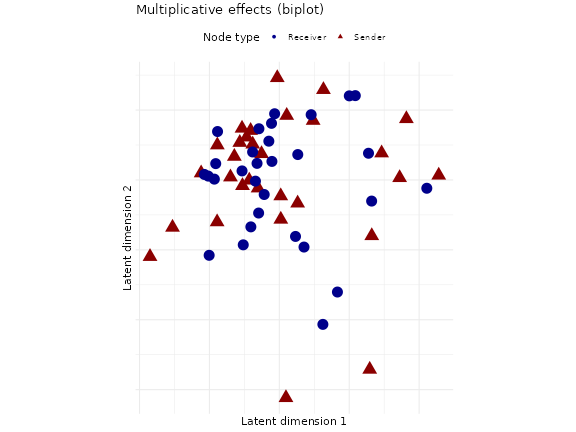 Multiplicative effects (biplot)
Node type Receiver Sender
Latent dimension 2
Latent dimension 1